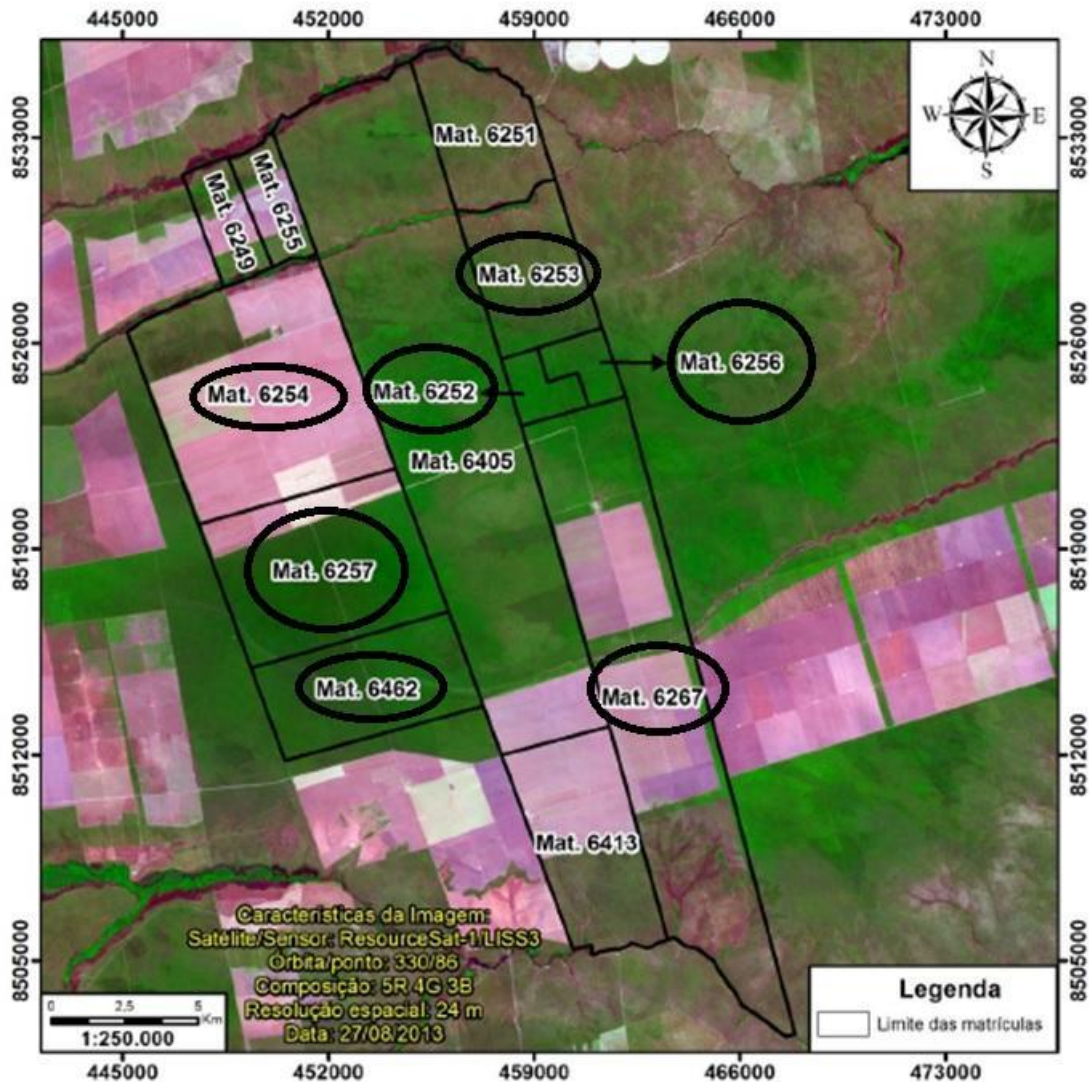 445000 452000 459000 466000 473000
N
W E
S
8533000
8533000
Mat. 6251
Mat. 6249
Mat. 6255
Mat. 6253
8526000
8526000
Mat. 6256
Mat. 6254
Mat. 6252
Mat. 6405
8519000
8519000
Mat. 6257
Mat. 6462
Mat. 6267
8512000
8512000
Mat. 6413
Características da Imagem:
Satélite/Sensor: ResourceSat-1/LISS3
Órbita/ponto: 330/86
Composição: 5R 4G 3B
Resolução espacial: 24 m
Data: 27/08/2013
8505000
8505000
0 2,5 5
Km
1:250.000
Legenda
Limite das matrículas
445000 452000 459000 466000 473000